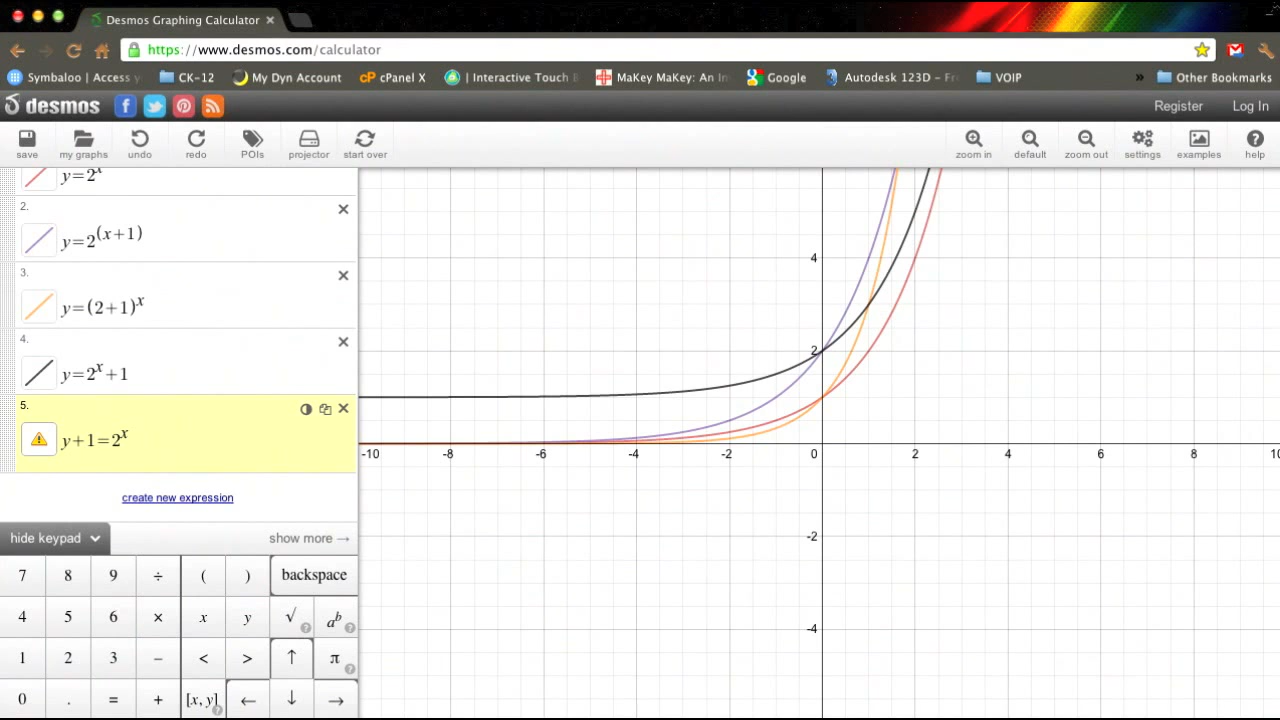 Desmos Graphing Calculator
https://www.desmos.com/calculator
Symbaloo | Access y CK-12 My Dyn Account cP cPanel X | Interactive Touch B MaKey MaKey: An In Google Autodesk 123D - Fr VOIP » Other Bookmarks
desmos Register Log In
save my graphs undo redo POIs projector start over zoom in default zoom out settings examples help
y=2^x
2.
y=2^(x+1)
3.
y=(2+1)^x
4.
y=2^x+1
5.
y+1=2^x
create new expression
hide keypad show more →
7 8 9 ÷ ( ) backspace
4 5 6 × x y √ a^b
1 2 3 − < > ↑ π
0 . = + [x, y] ← ↓ →
4
2
-10 -8 -6 -4 -2 0 2 4 6 8 10
-2
-4